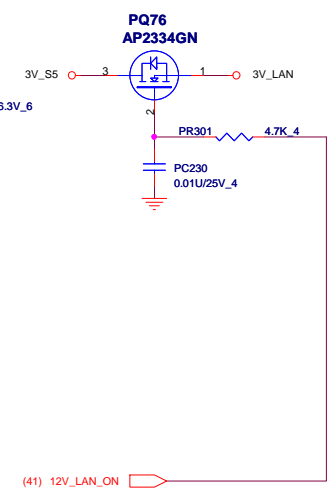 PQ76
AP2334GN
3V_S5 3 1 3V_LAN
6.3V_6
2
PR301 4.7K_4
PC230
0.01U/25V_4
(41) 12V_LAN_ON